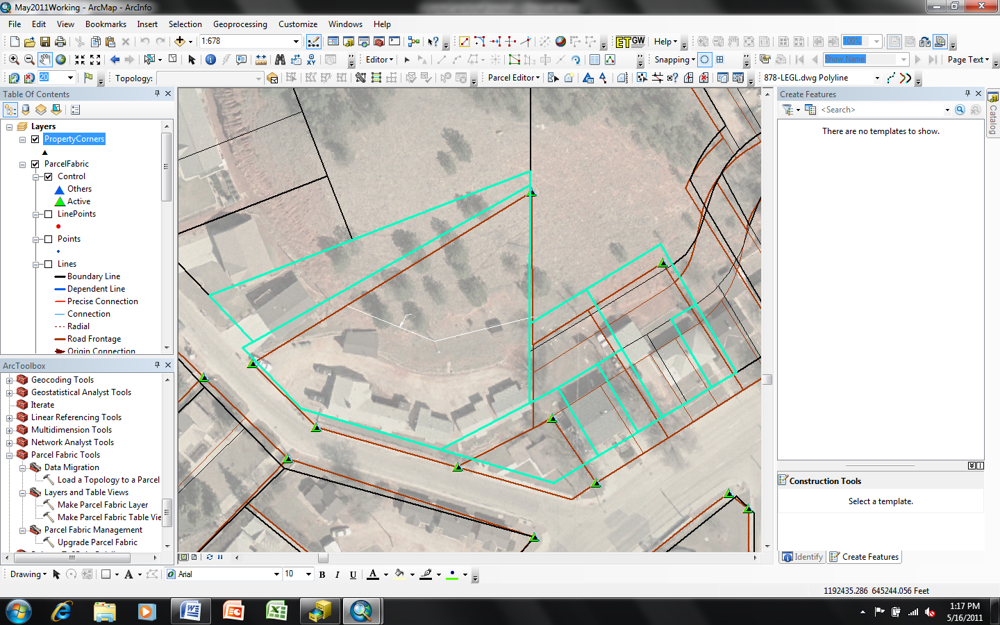 May2011Working - ArcMap - ArcInfo
File Edit View Bookmarks Insert Selection Geoprocessing Customize Windows Help
1:678 ET GW Help 100%
Editor Snapping Show Name Page Text
20 Topology: Parcel Editor 878-LEGL.dwg Polyline
Table Of Contents
Layers
PropertyCorners
ParcelFabric
Control
Others
Active
LinePoints
Points
Lines
Boundary Line
Dependent Line
Precise Connection
Connection
Radial
Road Frontage
Origin Connection
ArcToolbox
Geocoding Tools
Geostatistical Analyst Tools
Iterate
Linear Referencing Tools
Multidimension Tools
Network Analyst Tools
Parcel Fabric Tools
Data Migration
Load a Topology to a Parcel
Layers and Table Views
Make Parcel Fabric Layer
Make Parcel Fabric Table Vie
Parcel Fabric Management
Upgrade Parcel Fabric
Create Features
<Search>
There are no templates to show.
Catalog
Construction Tools
Select a template.
Identify Create Features
Drawing A Arial 10 B I U A
1192435.286 645244.056 Feet
1:17 PM
5/16/2011